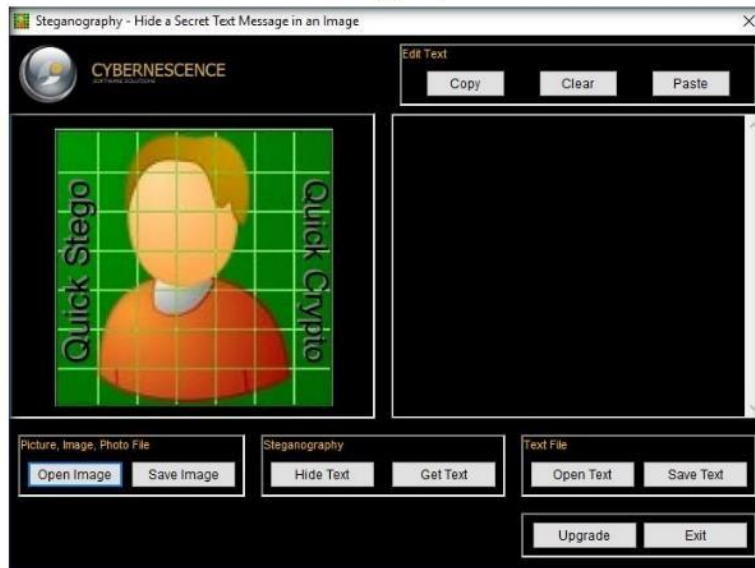 Steganography - Hide a Secret Text Message in an Image
CYBERNESCENCE
SOFTWARE SOLUTIONS
Edit Text
Copy Clear Paste
Quick Stego
Quick Crypto
Picture, Image, Photo File
Open Image Save Image
Steganography
Hide Text Get Text
Text File
Open Text Save Text
Upgrade Exit